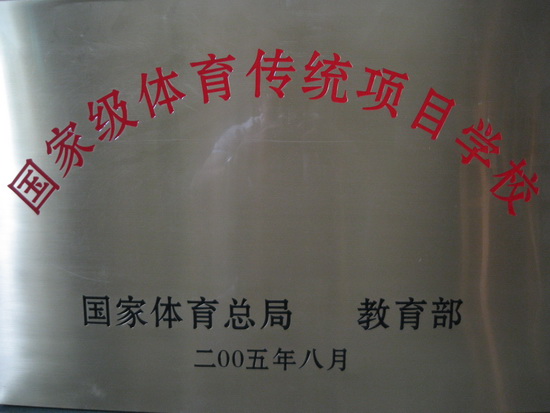 国家级体育传统项目学校
国家体育总局 教育部
二00五年八月